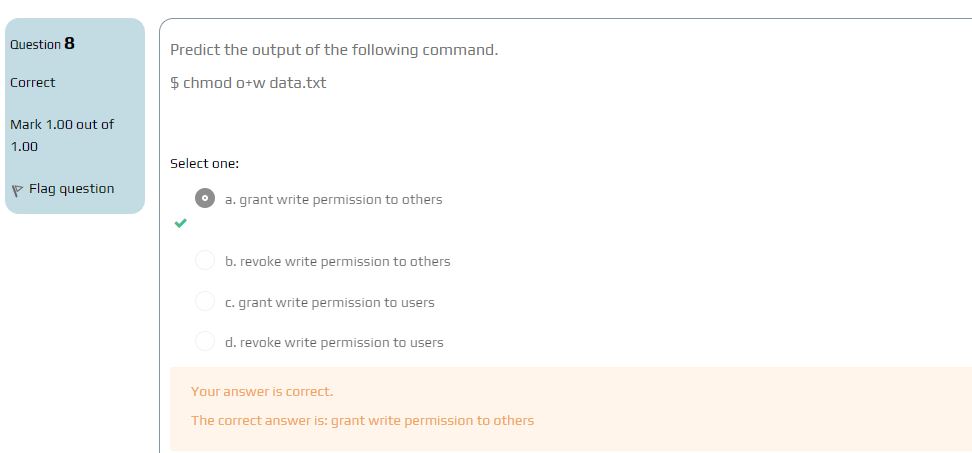 Question 8
Correct
Mark 1.00 out of
1.00
Flag question
Predict the output of the following command.
$ chmod o+w data.txt
Select one:
a. grant write permission to others
b. revoke write permission to others
c. grant write permission to users
d. revoke write permission to users
Your answer is correct.
The correct answer is: grant write permission to others